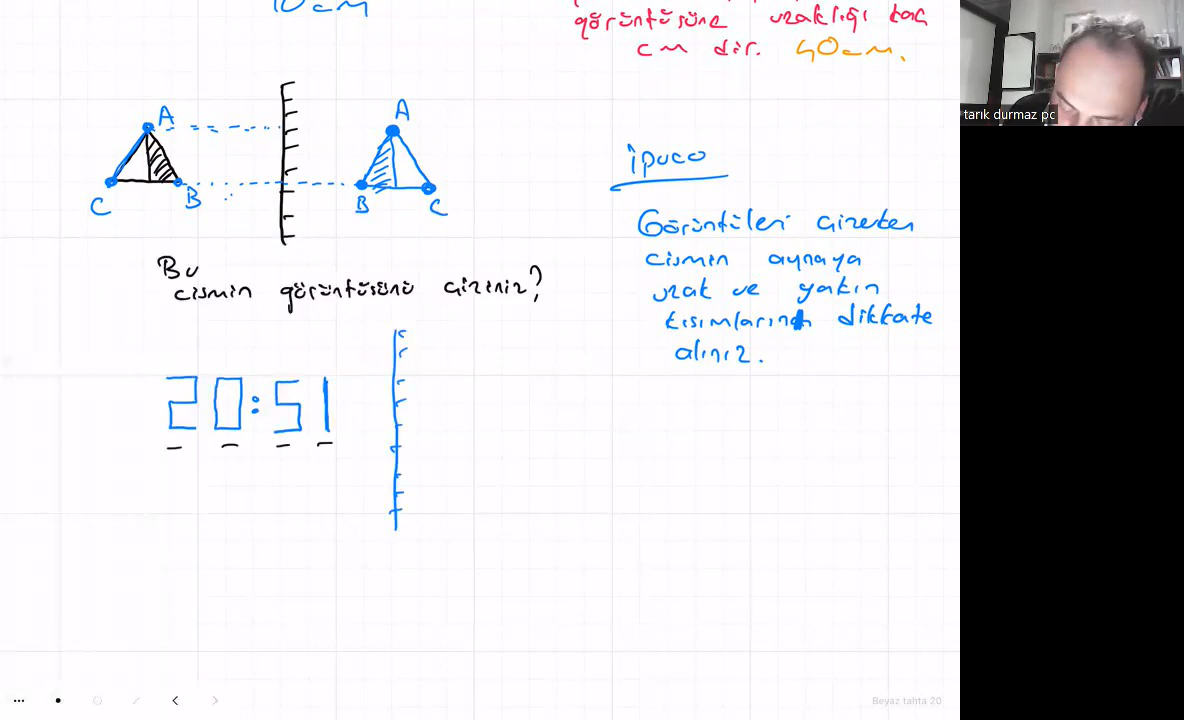 10cm
görüntüsüne uzaklığı kaç
cm dir. 40cm.
tarık durmaz pc
A
C
B
A
B
C
Bu
cismin görüntüsünü çiziniz?
İpucu
Görüntüleri çizerken
cismin aynaya
uzak ve yakın
kısımlarını dikkate
alınız.
20:51
Beyaz tahta 20